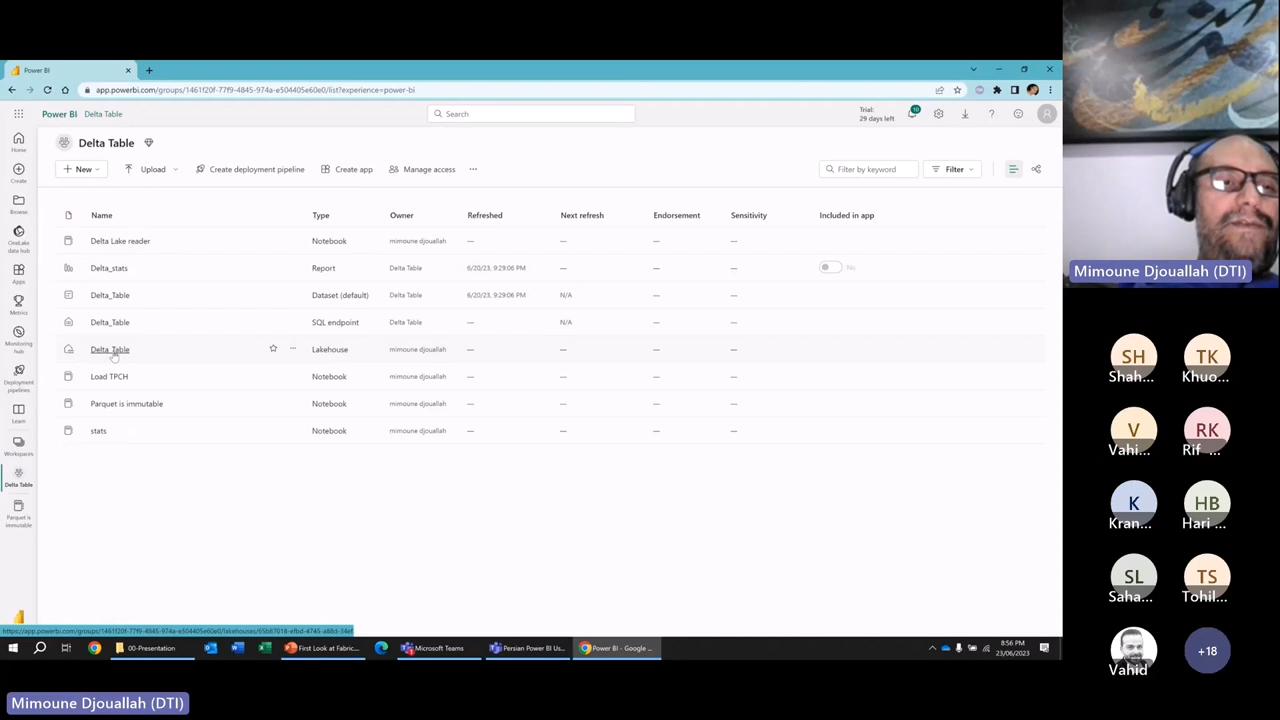 Power BI
app.powerbi.com/groups/1461f20f-77f9-4845-974a-e504405e60e0/list?experience=power-bi
Power BI Delta Table
Search
Trial:
29 days left
10
Delta Table
New
Upload
Create deployment pipeline
Create app
Manage access
Filter by keyword
Filter
Name Type Owner Refreshed Next refresh Endorsement Sensitivity Included in app
Delta Lake reader Notebook mimoune djouallah — — — —
Delta_stats Report Delta Table 6/20/23, 9:29:06 PM — — — No
Delta_Table Dataset (default) Delta Table 6/20/23, 9:29:06 PM N/A — —
Delta_Table SQL endpoint Delta Table — N/A — —
Delta_Table Lakehouse mimoune djouallah — — — —
Load TPCH Notebook mimoune djouallah — — — —
Parquet is immutable Notebook mimoune djouallah — — — —
stats Notebook mimoune djouallah — — — —
Home
Create
Browse
OneLake
data hub
Apps
Metrics
Monitoring
hub
Deployment
pipelines
Learn
Workspaces
Delta Table
Parquet is
immutable
00-Presentation
First Look at Fabric...
Microsoft Teams
Persian Power BI Us...
Power BI - Google ...
8:56 PM
23/06/2023
Mimoune Djouallah (DTI)
Mimoune Djouallah (DTI)
SH
Shah...
TK
Khuo...
V
Vahi...
RK
Rif ...
K
Kran...
HB
Hari ...
SL
Saha...
TS
Tohil...
Vahid
+18